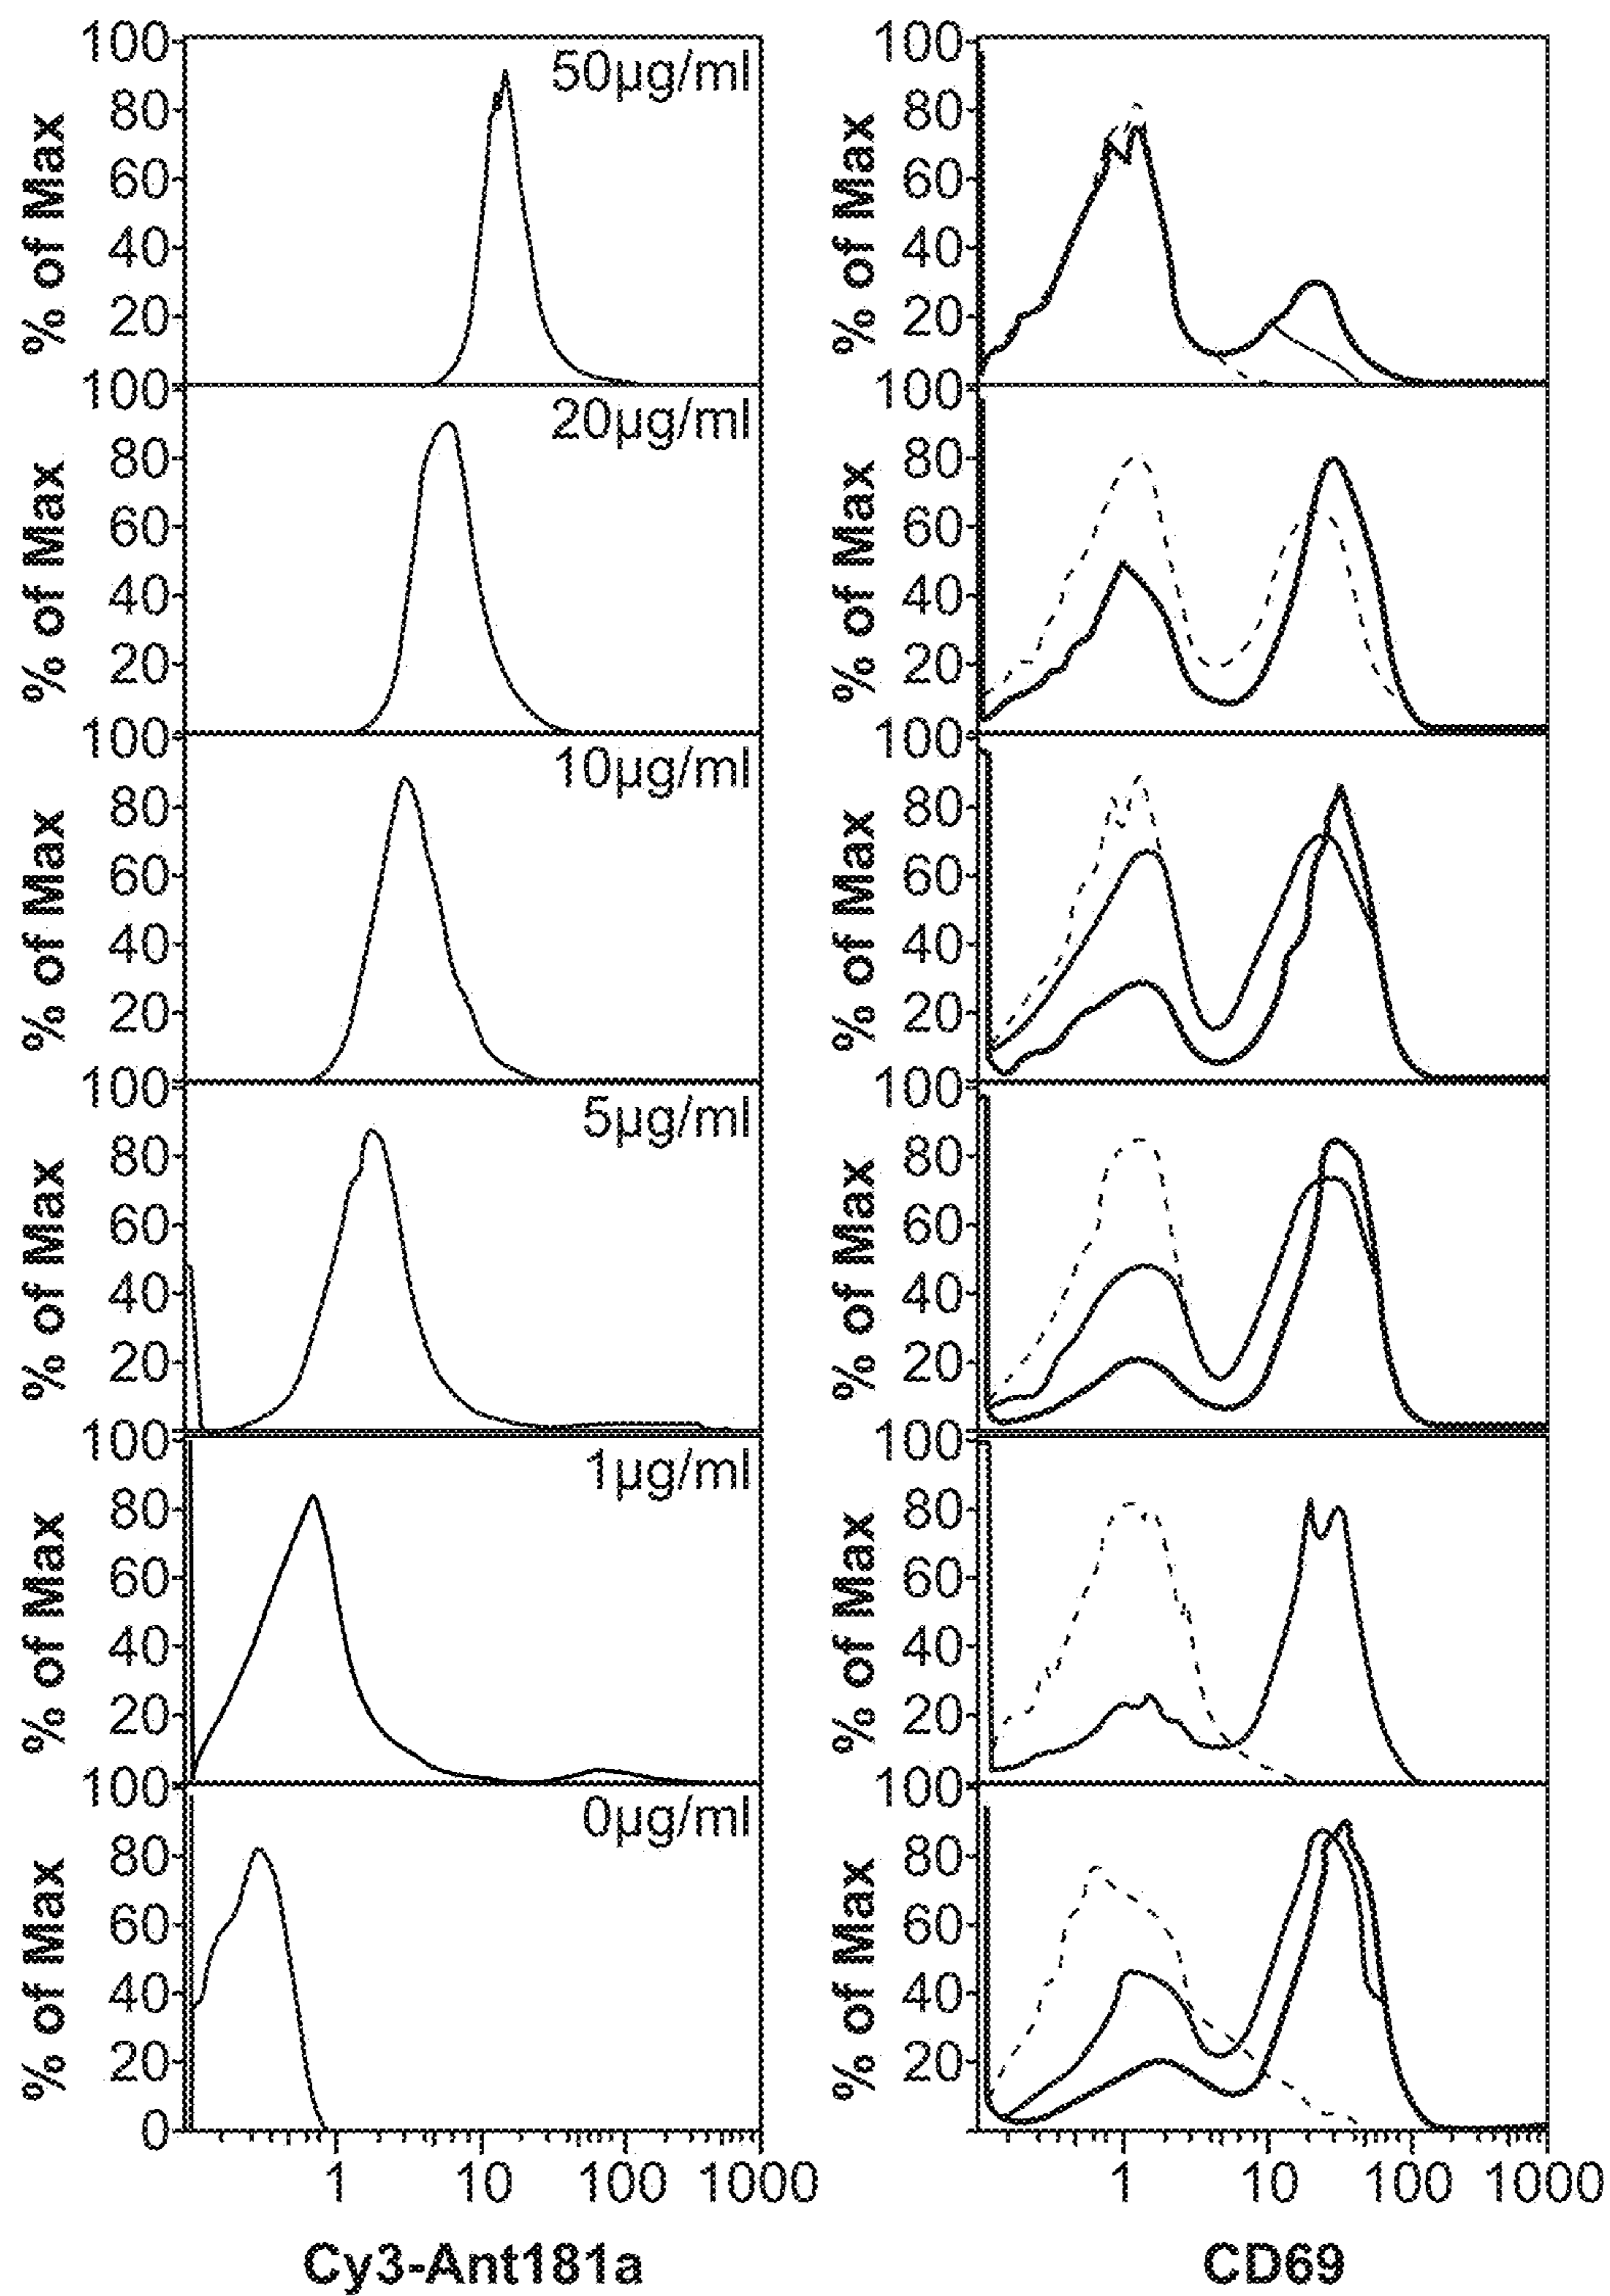 100 50µg/ml 100
80 80
% of Max 60 % of Max 60
40 40
20 20
100 20µg/ml 100
80 80
% of Max 60 % of Max 60
40 40
20 20
100 10µg/ml 100
80 80
% of Max 60 % of Max 60
40 40
20 20
100 5µg/ml 100
80 80
% of Max 60 % of Max 60
40 40
20 20
100 1µg/ml 100
80 80
% of Max 60 % of Max 60
40 40
20 20
100 0µg/ml 100
80 80
% of Max 60 % of Max 60
40 40
20 20
0
1 10 100 1000 1 10 100 1000
Cy3-Ant181a CD69